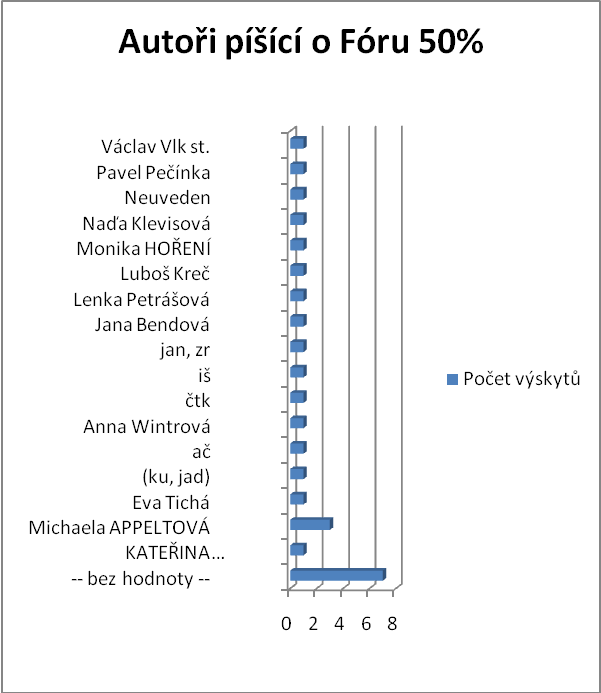 Autoři píšící o Fóru 50%
Václav Vlk st.
Pavel Pečínka
Neuveden
Naďa Klevisová
Monika HOŘENÍ
Luboš Kreč
Lenka Petrášová
Jana Bendová
jan, zr
iš
čtk
Anna Wintrová
ač
(ku, jad)
Eva Tichá
Michaela APPELTOVÁ
KATEŘINA...
-- bez hodnoty --
Počet výskytů
0 2 4 6 8